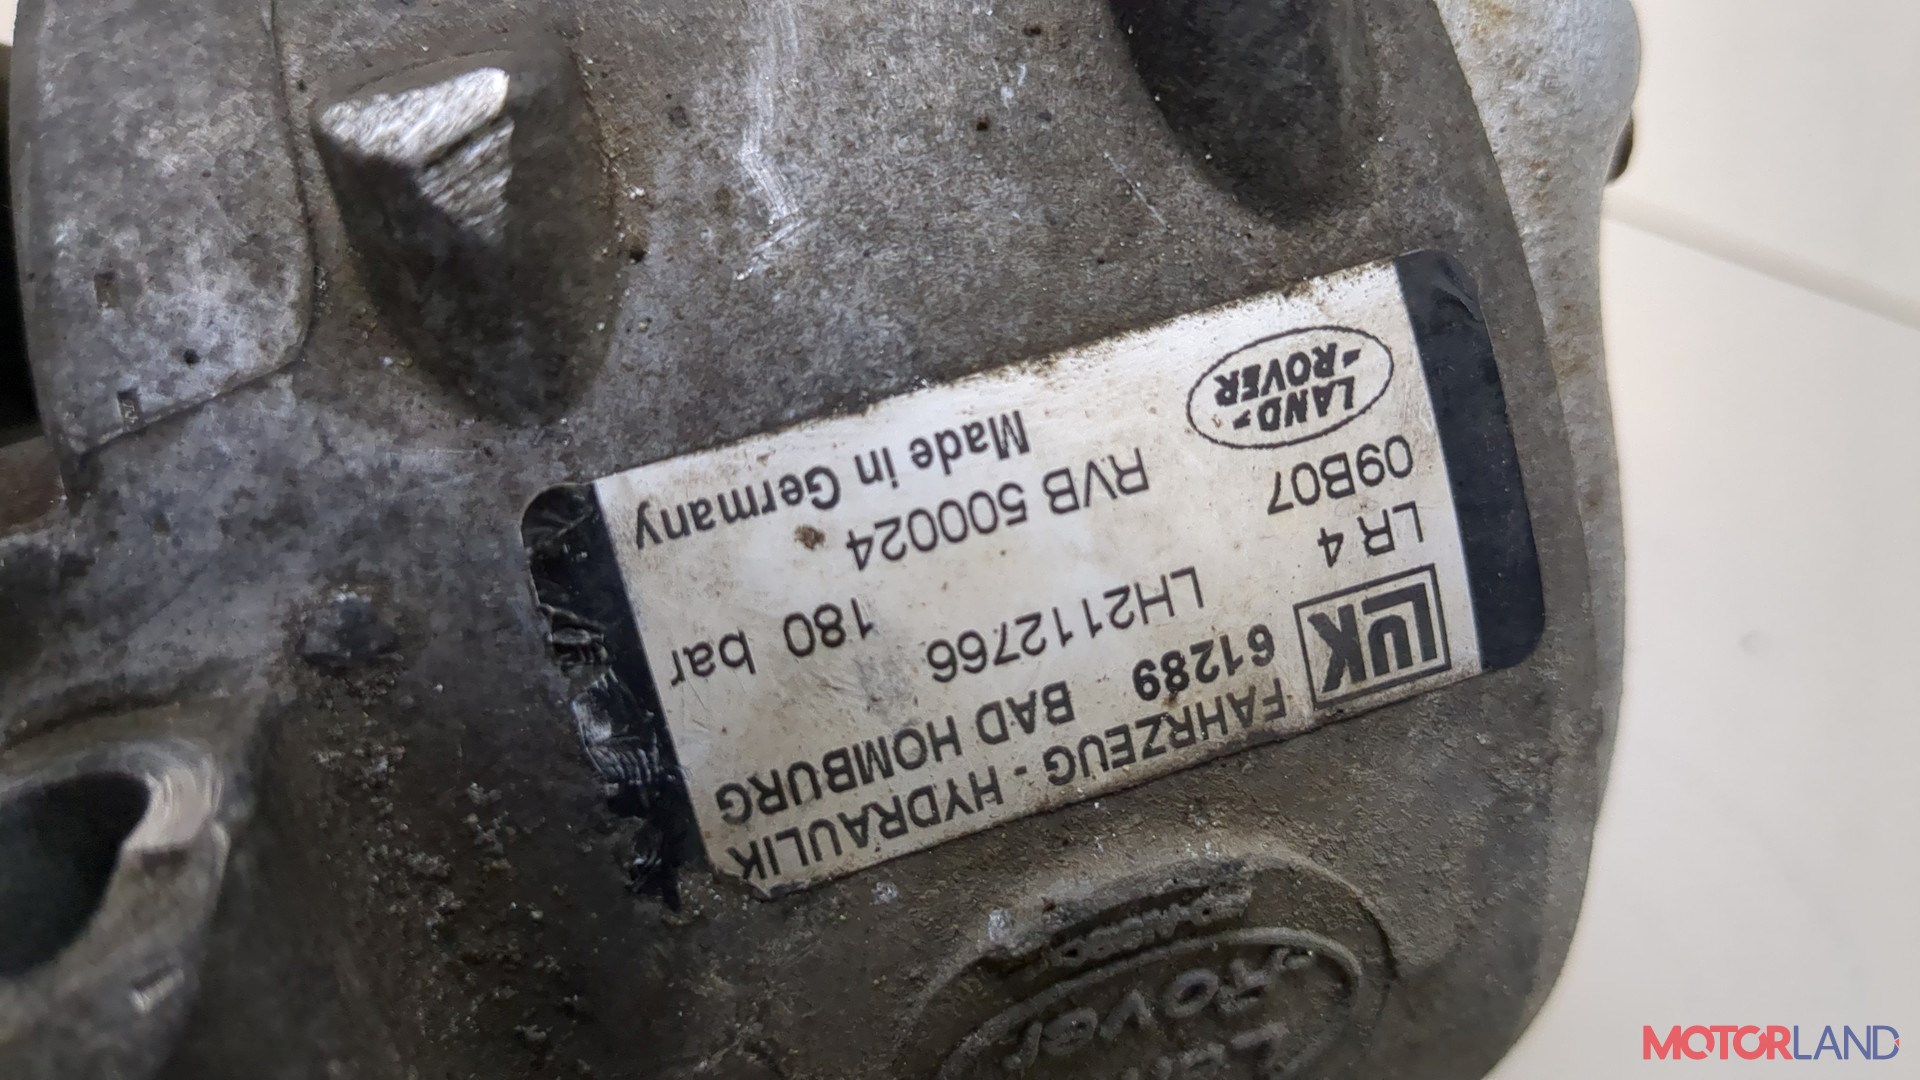 LUK
FAHRZEUG - HYDRAULIK
61289 BAD HOMBURG
LR 4
LH2112766 180 bar
09B07
RVB 500024
LAND-
-ROVER
Made in Germany
Rover
MOTORLAND